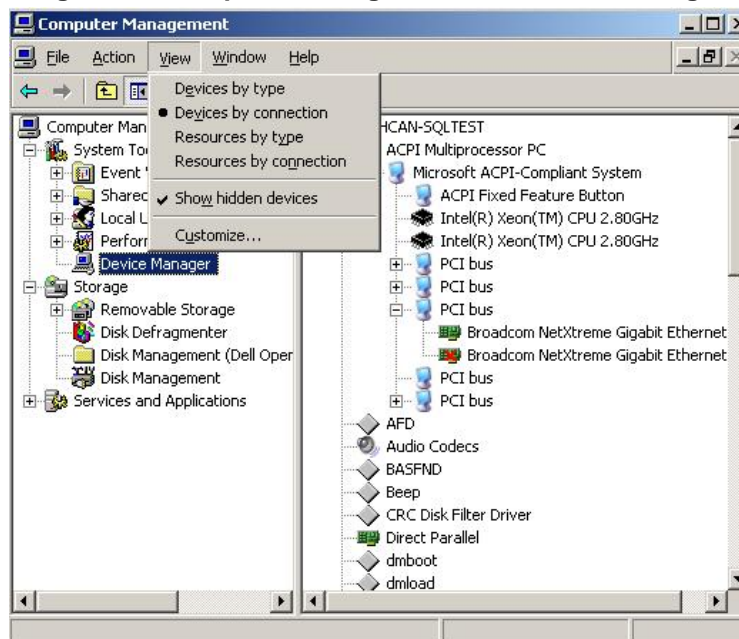 Computer Management
File Action View Window Help
Devices by type
Devices by connection
Resources by type
Resources by connection
Show hidden devices
Customize...
Computer Man
System Too
Event
Shared
Local U
Perform
Device Manager
Storage
Removable Storage
Disk Defragmenter
Disk Management (Dell Oper
Disk Management
Services and Applications
HCAN-SQLTEST
ACPI Multiprocessor PC
Microsoft ACPI-Compliant System
ACPI Fixed Feature Button
Intel(R) Xeon(TM) CPU 2.80GHz
Intel(R) Xeon(TM) CPU 2.80GHz
PCI bus
PCI bus
PCI bus
Broadcom NetXtreme Gigabit Ethernet
Broadcom NetXtreme Gigabit Ethernet
PCI bus
PCI bus
AFD
Audio Codecs
BASFND
Beep
CRC Disk Filter Driver
Direct Parallel
dmboot
dmload